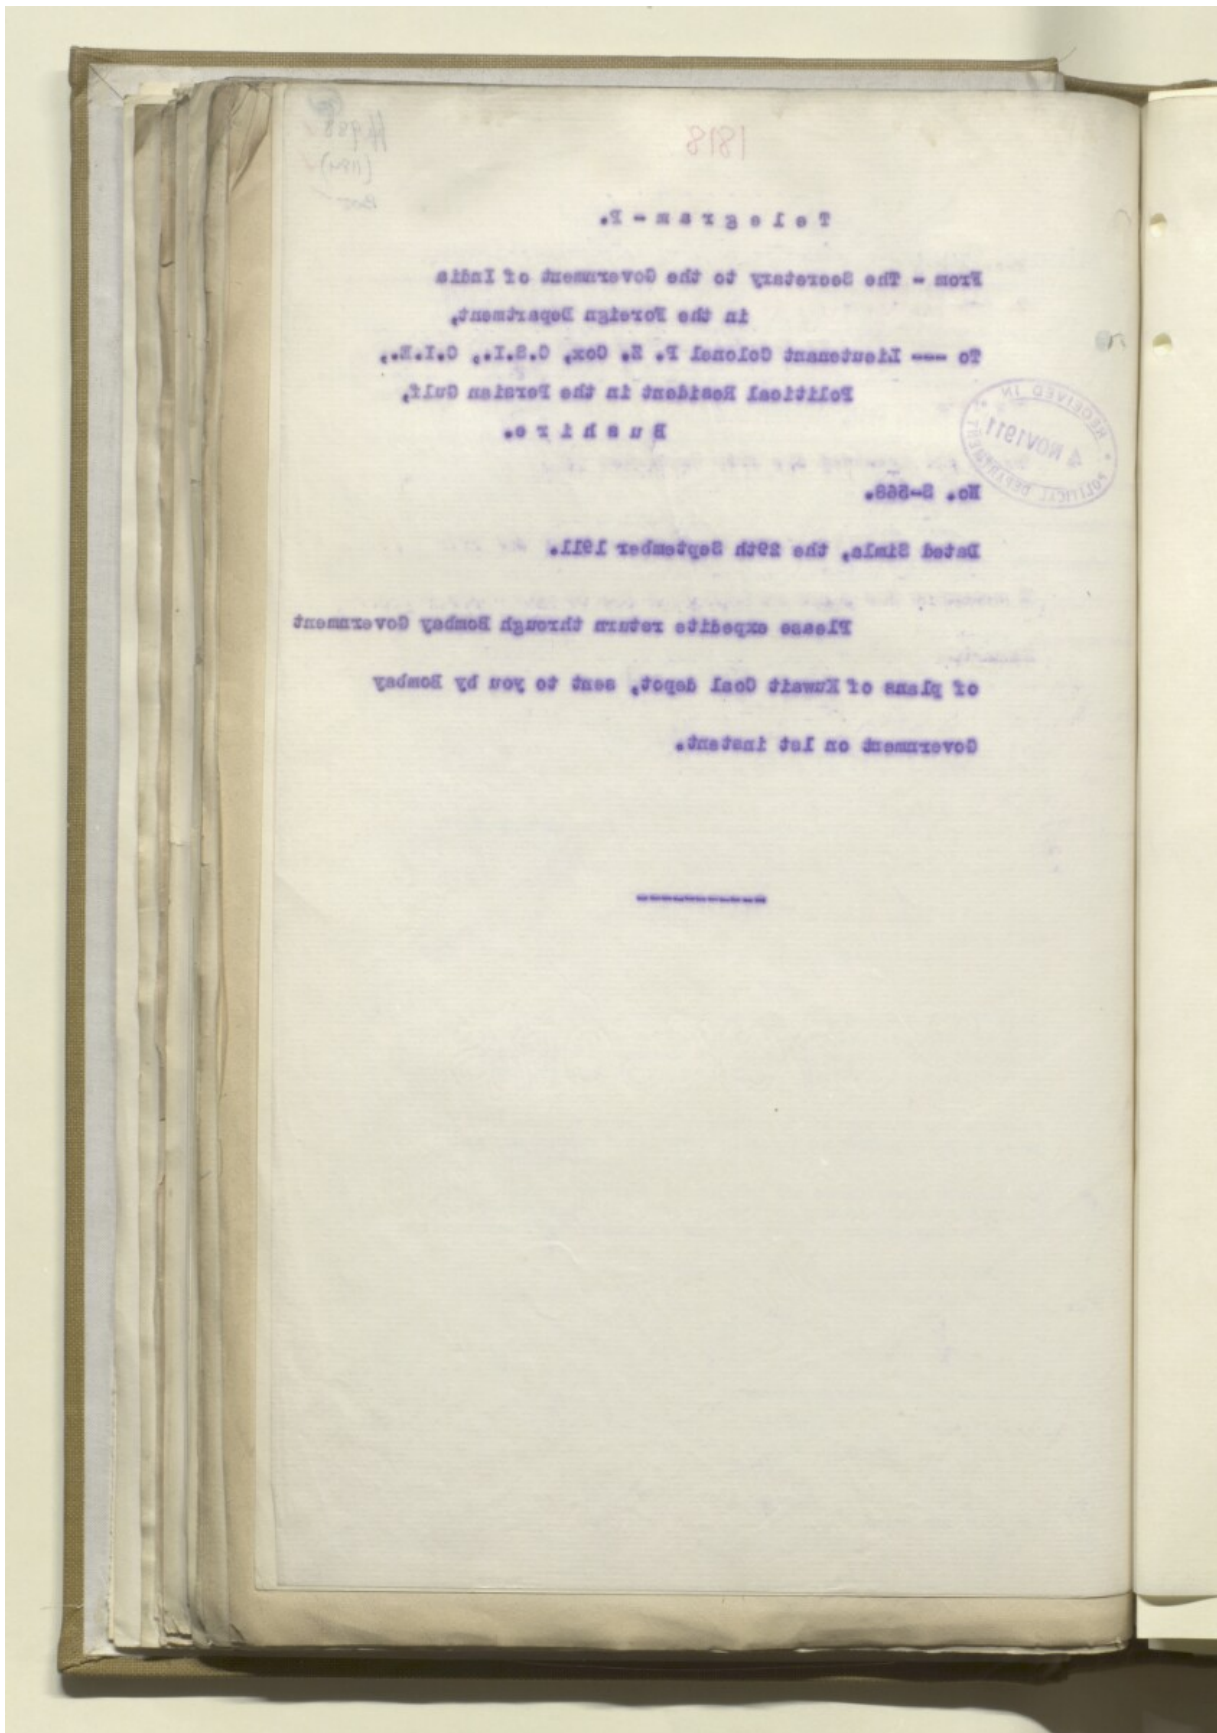 1818
Telegram - P.
From - The Secretary to the Government of India
in the Foreign Department,
To --- Lieutenant Colonel P. Z. Cox, C.S.I., C.I.E.,
Political Resident in the Persian Gulf,
Bushire.
RECEIVED IN
4 NOV 1911
POLITICAL DEPARTMENT
No. S-568.
Dated Simla, the 29th September 1911.
Please expedite return through Bombay Government
of plans of Kuwait Coal depot, sent to you by Bombay
Government on 1st instant.
-----------